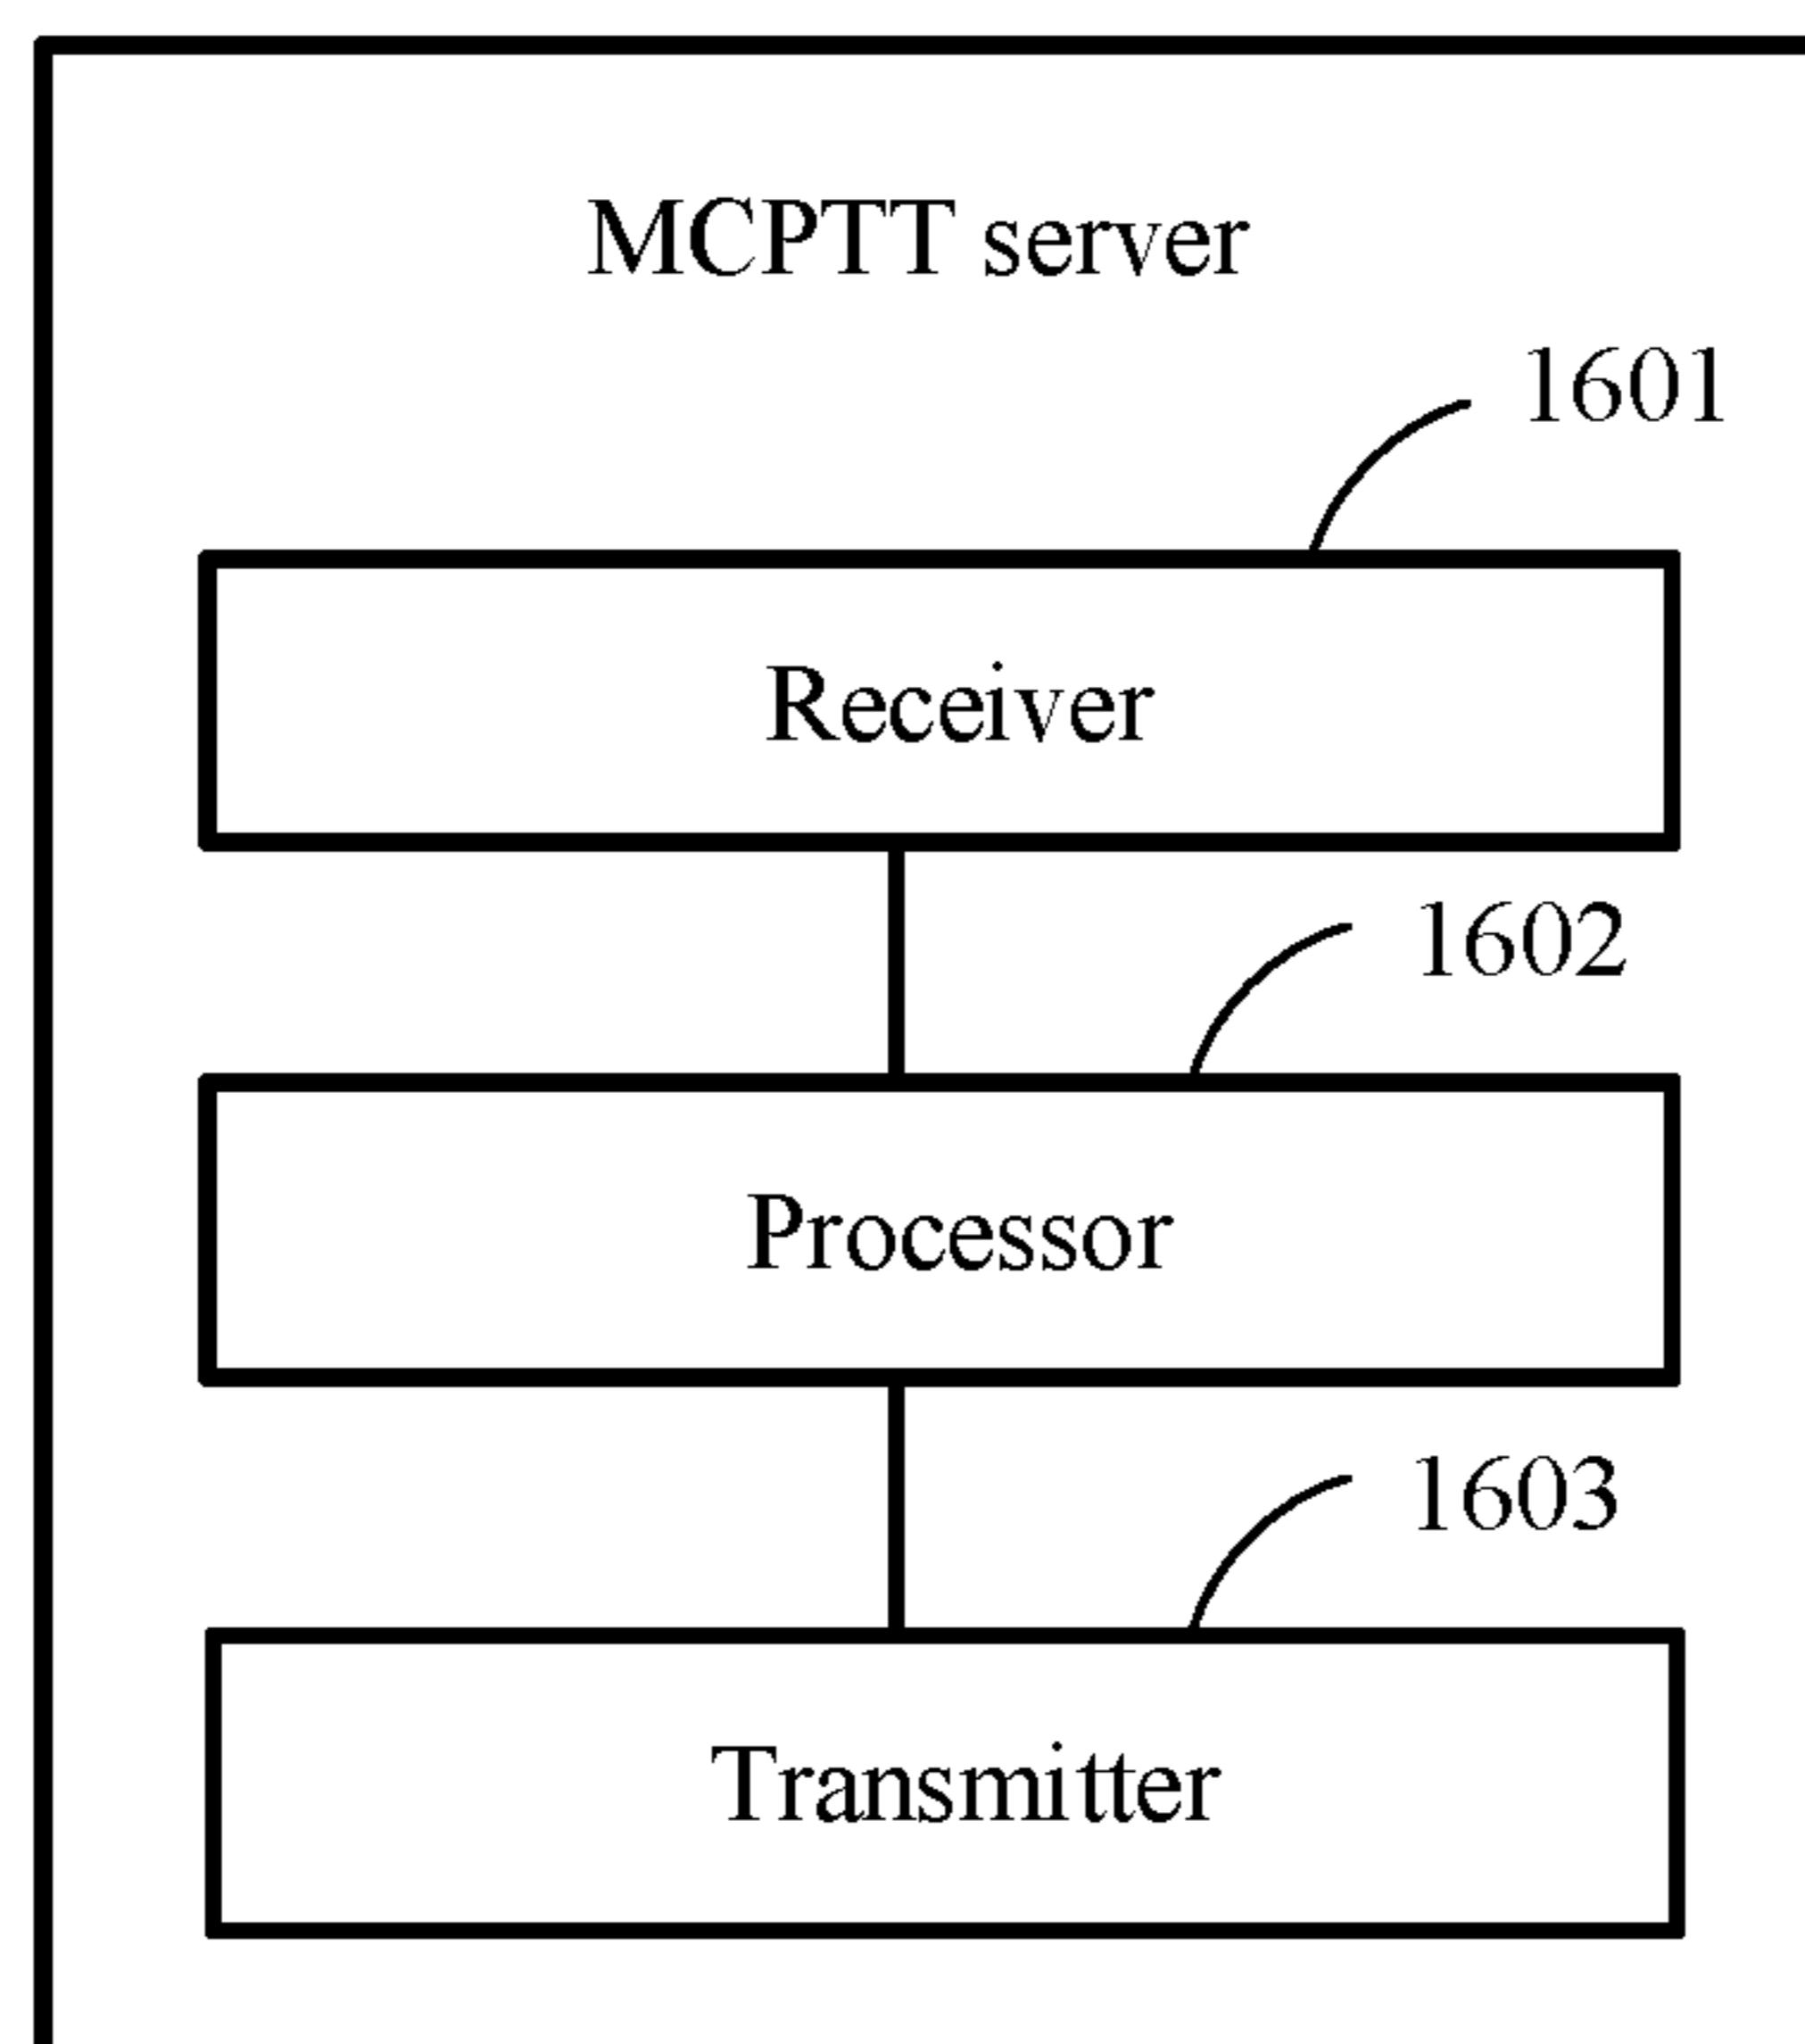 MCPTT server
1601
Receiver
1602
Processor
1603
Transmitter